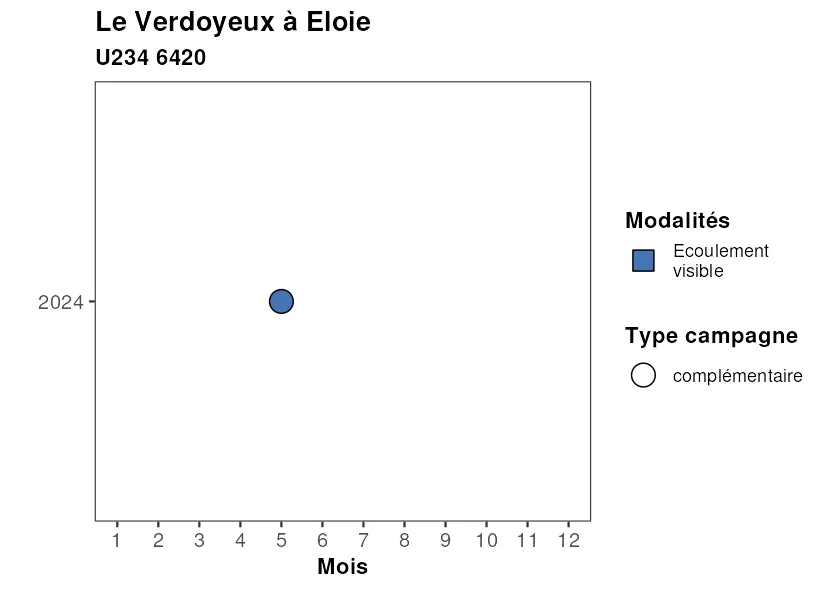 Le Verdoyeux à Eloie
U234 6420
Modalités
Ecoulement
visible
2024
Type campagne
complémentaire
1 2 3 4 5 6 7 8 9 10 11 12
Mois